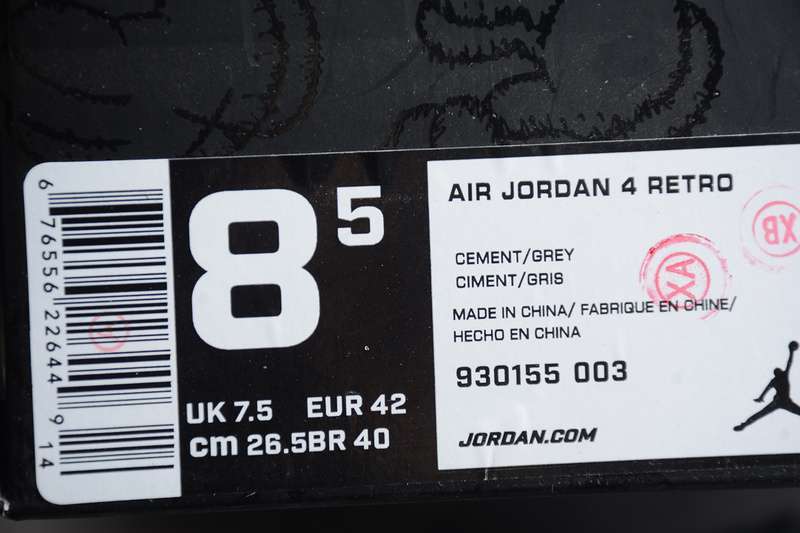 6 76556 22644 9 14
8 5
UK 7.5 EUR 42
cm 26.5BR 40
AIR JORDAN 4 RETRO
CEMENT/GREY
CIMENT/GRIS
MADE IN CHINA/ FABRIQUE EN CHINE/
HECHO EN CHINA
930155 003
JORDAN.COM
XA
XB